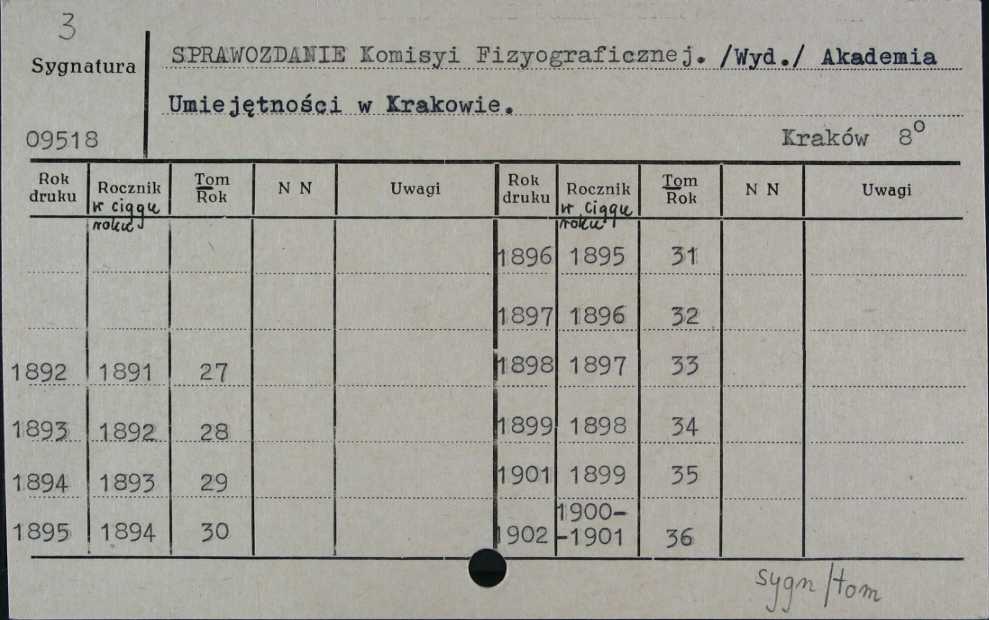 3
Sygnatura
SPRAWOZDANIE Komisyi Fizyograficznej. /Wyd./ Akademia
Umiejętności w Krakowie.
09518
Kraków 8°
Rok druku Rocznik w ciągu roku Tom Rok N N Uwagi Rok druku Rocznik w ciągu roku Tom Rok N N Uwagi
1896 1895 31
1897 1896 32
1892 1891 27 1898 1897 33
1893 1892 28 1899 1898 34
1894 1893 29 1901 1899 35
1895 1894 30 1902 1900-
-1901 36
sygn/tom